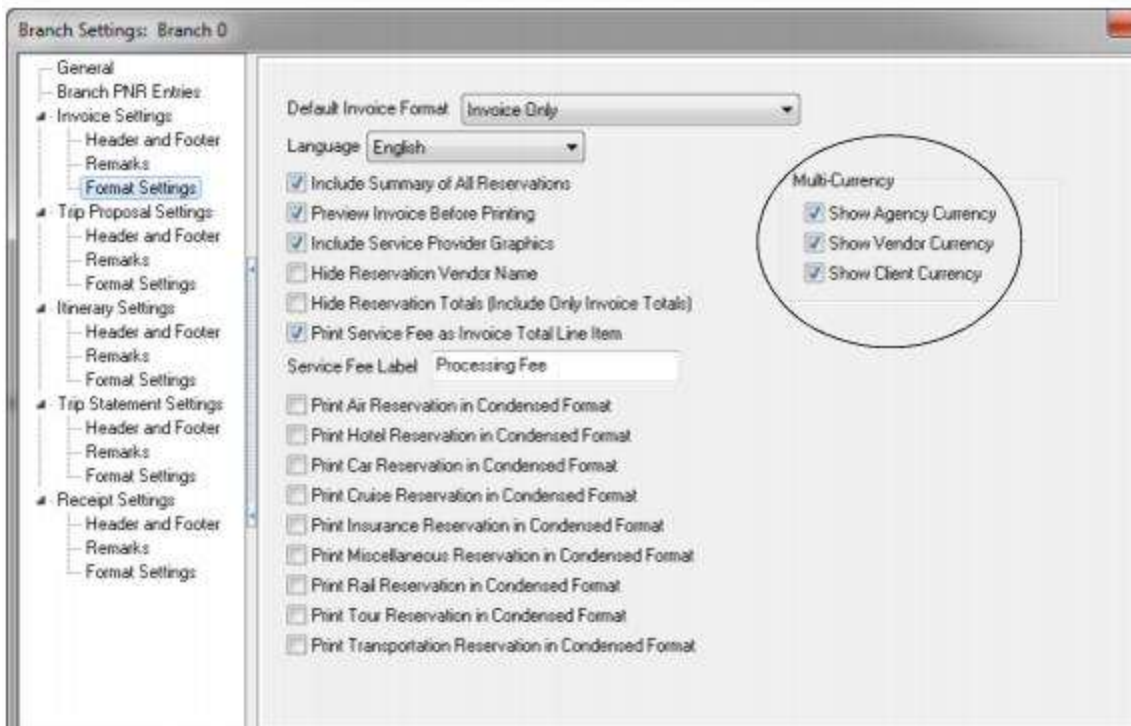 Branch Settings: Branch 0
General
Branch PNR Entries
Invoice Settings
Header and Footer
Remarks
Format Settings
Trip Proposal Settings
Header and Footer
Remarks
Format Settings
Itinerary Settings
Header and Footer
Remarks
Format Settings
Trip Statement Settings
Header and Footer
Remarks
Format Settings
Receipt Settings
Header and Footer
Remarks
Format Settings
Default Invoice Format Invoice Only
Language English
Include Summary of All Reservations
Preview Invoice Before Printing
Include Service Provider Graphics
Hide Reservation Vendor Name
Hide Reservation Totals (Include Only Invoice Totals)
Print Service Fee as Invoice Total Line Item
Service Fee Label Processing Fee
Print Air Reservation in Condensed Format
Print Hotel Reservation in Condensed Format
Print Car Reservation in Condensed Format
Print Cruise Reservation in Condensed Format
Print Insurance Reservation in Condensed Format
Print Miscellaneous Reservation in Condensed Format
Print Rail Reservation in Condensed Format
Print Tour Reservation in Condensed Format
Print Transportation Reservation in Condensed Format
Multi-Currency
Show Agency Currency
Show Vendor Currency
Show Client Currency